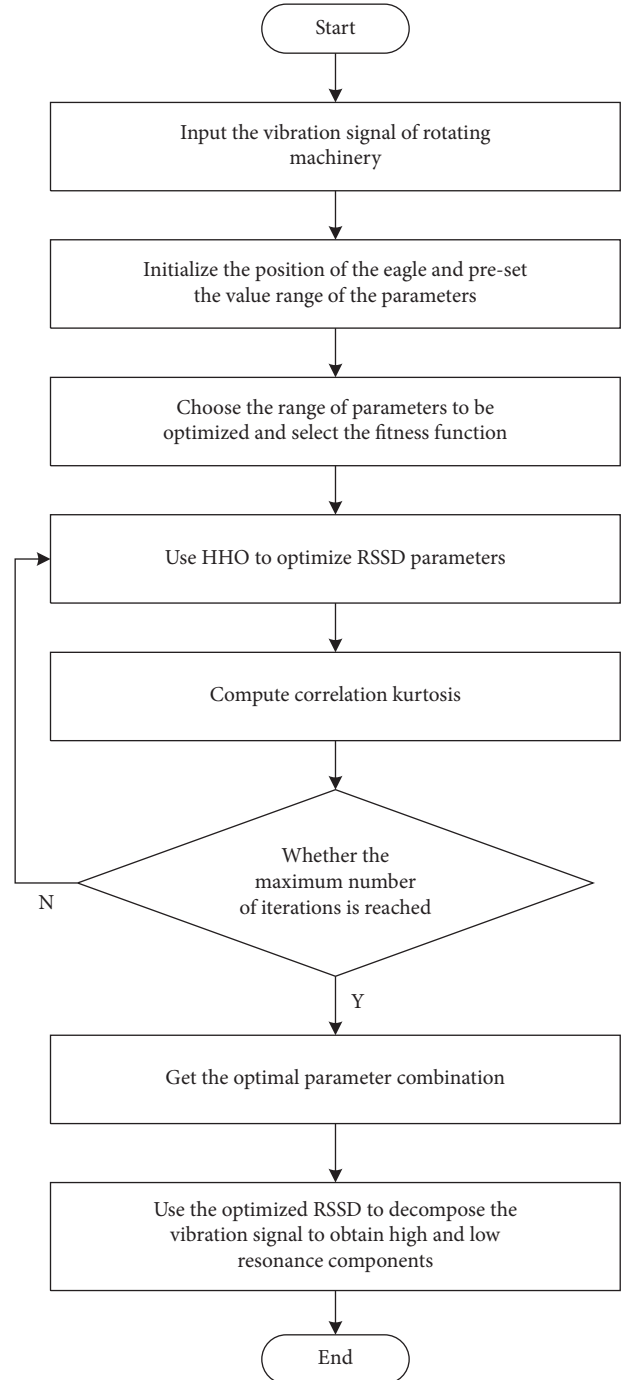 Start
Input the vibration signal of rotating
machinery
Initialize the position of the eagle and pre-set
the value range of the parameters
Choose the range of parameters to be
optimized and select the fitness function
Use HHO to optimize RSSD parameters
Compute correlation kurtosis
Whether the
maximum number
of iterations is reached
N
Y
Get the optimal parameter combination
Use the optimized RSSD to decompose the
vibration signal to obtain high and low
resonance components
End